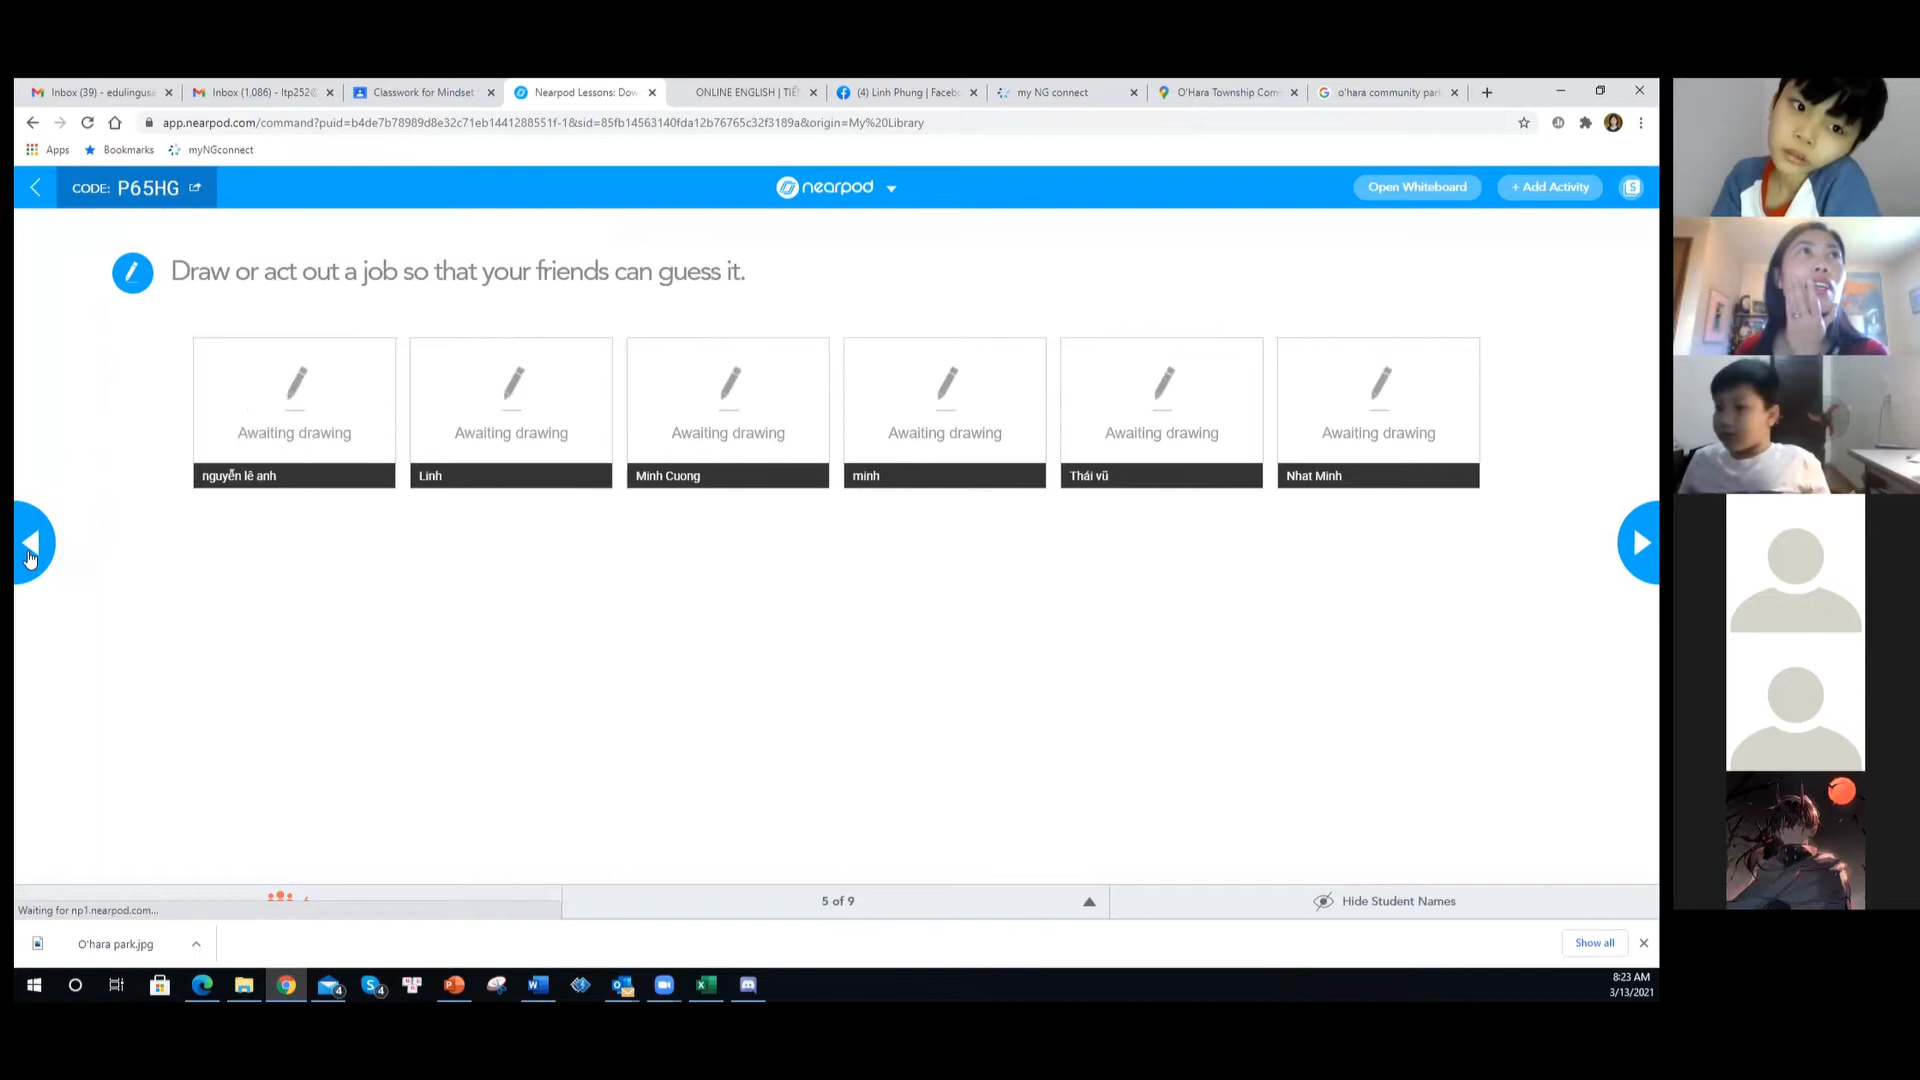 Inbox (39) - edulingus
Inbox (1,086) - ltp252@
Classwork for Mindset
Nearpod Lessons: Dow
ONLINE ENGLISH | TIẾ
(4) Linh Phung | Facebo
my NG connect
O'Hara Township Com
o'hara community par
app.nearpod.com/command?puid=b4de7b78989d8e32c71eb1441288551f-1&sid=85fb14563140fda12b76765c32f3189a&origin=My%20Library
Apps
Bookmarks
myNGconnect
CODE: P65HG
nearpod
Open Whiteboard
+ Add Activity
S
Draw or act out a job so that your friends can guess it.
Awaiting drawing
Awaiting drawing
Awaiting drawing
Awaiting drawing
Awaiting drawing
Awaiting drawing
nguyễn lê anh
Linh
Minh Cuong
minh
Thái vũ
Nhat Minh
5 of 9
Hide Student Names
Waiting for np1.nearpod.com...
O'hara park.jpg
Show all
4
4
8:23 AM
3/13/2021